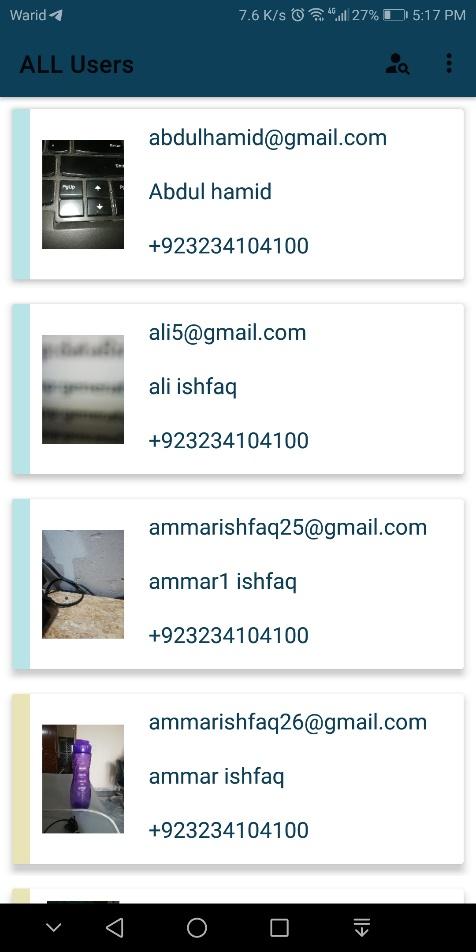 Warid
7.6 K/s 4G 27% 5:17 PM
ALL Users
abdulhamid@gmail.com
Abdul hamid
+923234104100
PgUp
ali5@gmail.com
ali ishfaq
+923234104100
ammarishfaq25@gmail.com
ammar1 ishfaq
+923234104100
ammarishfaq26@gmail.com
ammar ishfaq
+923234104100